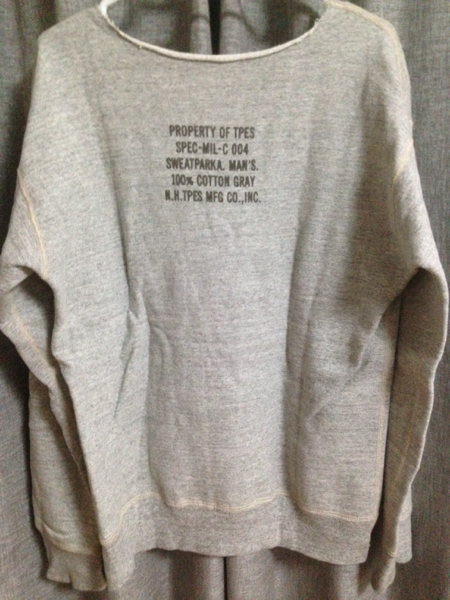 PROPERTY OF TPES
SPEC-MIL-C 004
SWEATPARKA. MAN'S.
100% COTTON GRAY
N.H.TPES MFG CO.,INC.